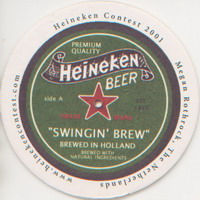 Heineken Contest 2001
Megan Rothrock, The Netherlands
www.heinekencontest.com
PREMIUM
QUALITY
Heineken
BEER
side A
"SWINGIN' BREW"
BREWED IN HOLLAND
BREWED WITH
NATURAL INGREDIENTS